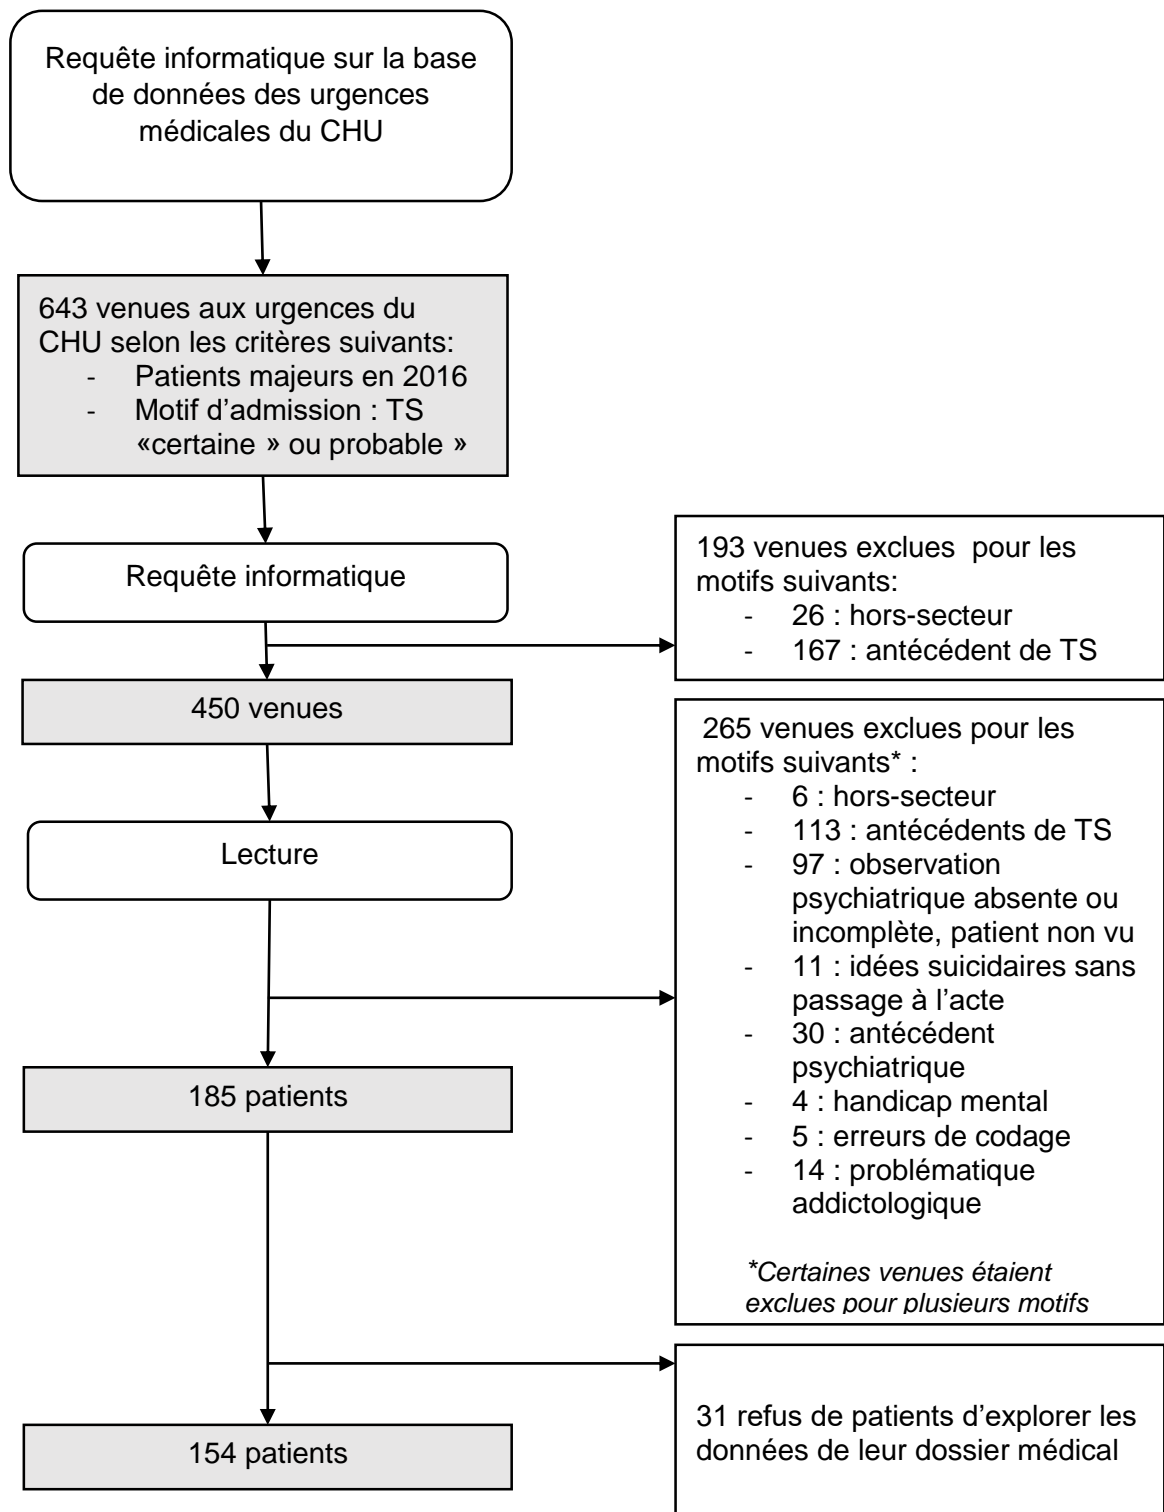 Requête informatique sur la base
de données des urgences
médicales du CHU
643 venues aux urgences du
CHU selon les critères suivants:
- Patients majeurs en 2016
- Motif d’admission : TS
«certaine » ou probable »
Requête informatique
193 venues exclues pour les
motifs suivants:
- 26 : hors-secteur
- 167 : antécédent de TS
450 venues
265 venues exclues pour les
motifs suivants* :
- 6 : hors-secteur
- 113 : antécédents de TS
- 97 : observation
psychiatrique absente ou
incomplète, patient non vu
- 11 : idées suicidaires sans
passage à l’acte
- 30 : antécédent
psychiatrique
- 4 : handicap mental
- 5 : erreurs de codage
- 14 : problématique
addictologique
*Certaines venues étaient
exclues pour plusieurs motifs
Lecture
185 patients
31 refus de patients d’explorer les
données de leur dossier médical
154 patients